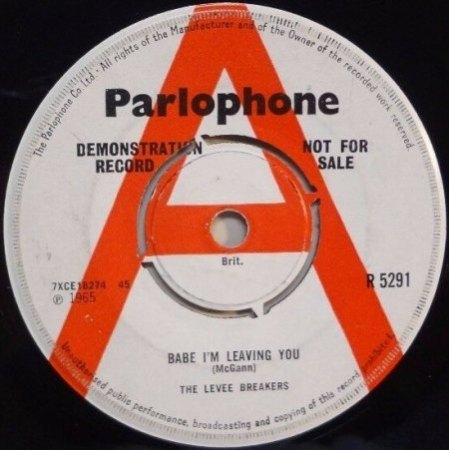 The Parlophone Co Ltd. - All rights of the Manufacturer and of the Owner of the recorded work reserved.
Parlophone
DEMONSTRATION RECORD
NOT FOR SALE
Brit.
7XCE18274 45
℗ 1965
R 5291
BABE I'M LEAVING YOU
(McGann)
THE LEVEE BREAKERS
Unauthorised public performance, broadcasting and copying of this record prohibited